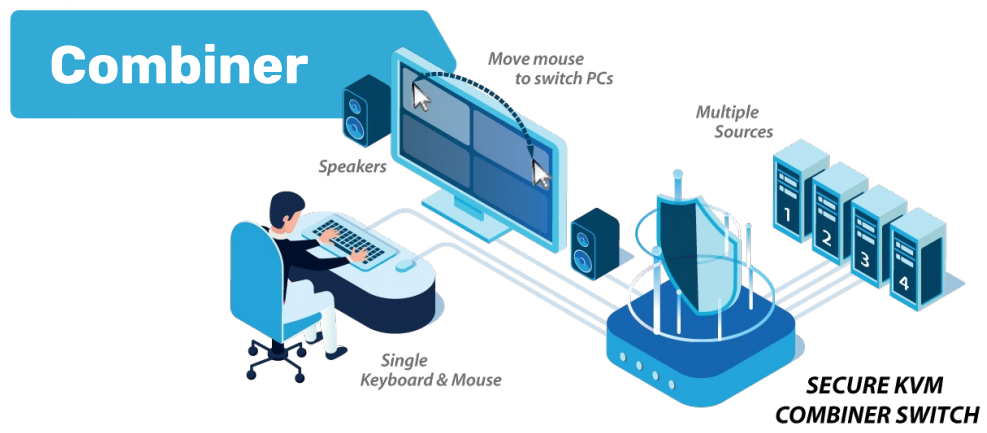 Combiner
Move mouse
to switch PCs
Multiple
Sources
Speakers
1
2
3
4
Single
Keyboard & Mouse
SECURE KVM
COMBINER SWITCH